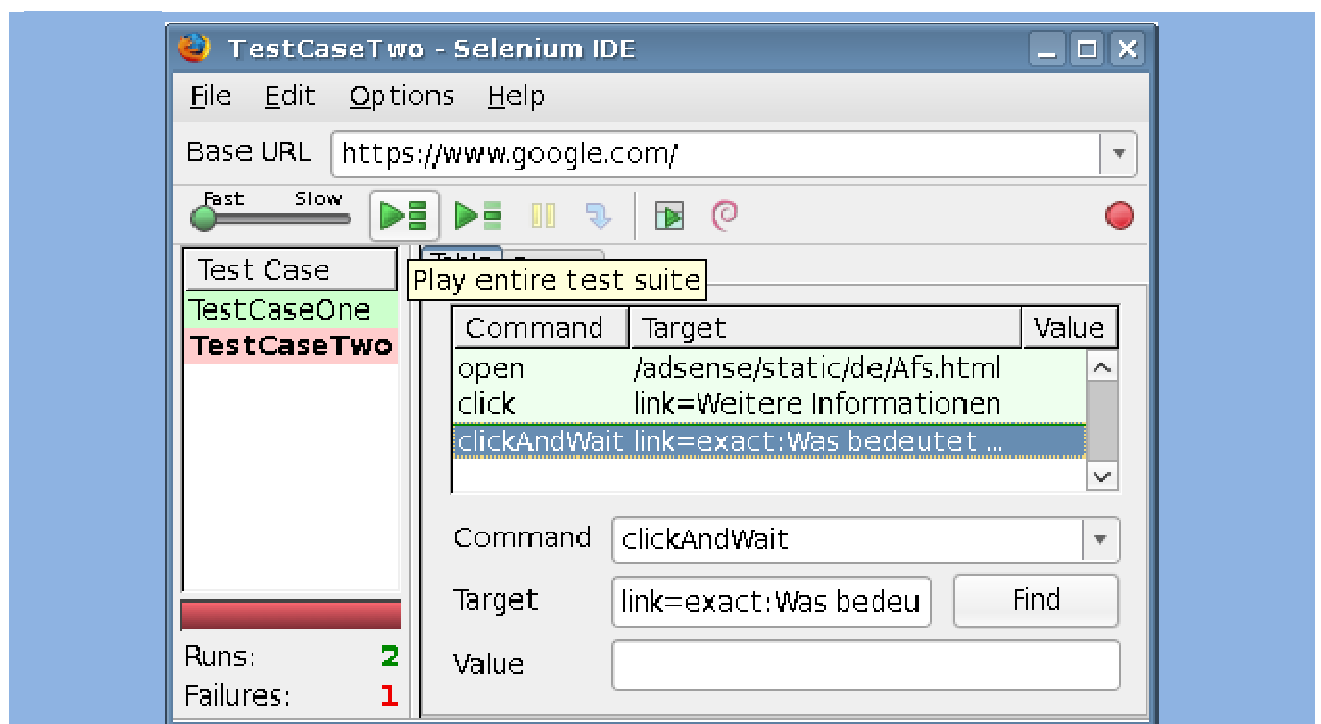 TestCaseTwo - Selenium IDE
File Edit Options Help
Base URL https://www.google.com/
Fast Slow
Test Case
Play entire test suite
TestCaseOne
TestCaseTwo
Command Target Value
open /adsense/static/de/Afs.html
click link=Weitere Informationen
clickAndWait link=exact:Was bedeutet ...
Command clickAndWait
Target link=exact:Was bedeu Find
Value
Runs: 2
Failures: 1